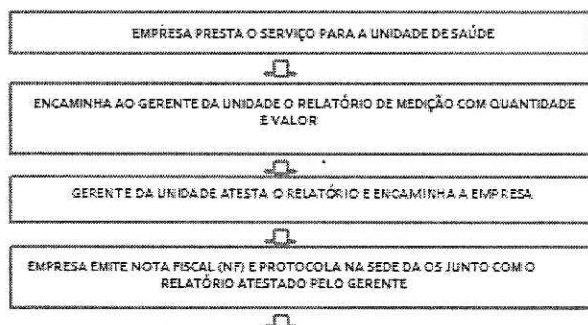 EMPRESA PRESTA O SERVIÇO PARA A UNIDADE DE SAÚDE
ENCAMINHA AO GERENTE DA UNIDADE O RELATÓRIO DE MEDIÇÃO COM QUANTIDADE
E VALOR
GERENTE DA UNIDADE ATESTA O RELATÓRIO E ENCAMINHA A EMPRESA
EMPRESA EMITE NOTA FISCAL (NF) E PROTOCOLA NA SEDE DA OS JUNTO COM O
RELATÓRIO ATESTADO PELO GERENTE